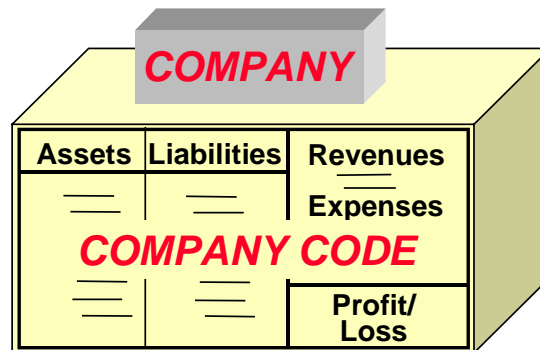 COMPANY
Assets Liabilities Revenues
Expenses
COMPANY CODE
Profit/
Loss